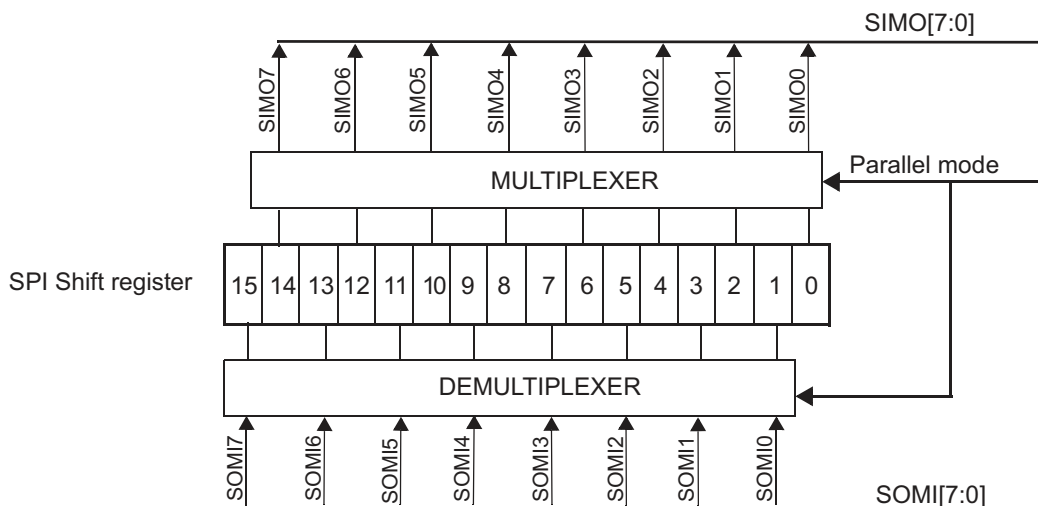 SIMO[7:0]
SIMO7 SIMO6 SIMO5 SIMO4 SIMO3 SIMO2 SIMO1 SIMO0
MULTIPLEXER
Parallel mode
SPI Shift register
15 14 13 12 11 10 9 8 7 6 5 4 3 2 1 0
DEMULTIPLEXER
SOMI7 SOMI6 SOMI5 SOMI4 SOMI3 SOMI2 SOMI1 SOMI0
SOMI[7:0]